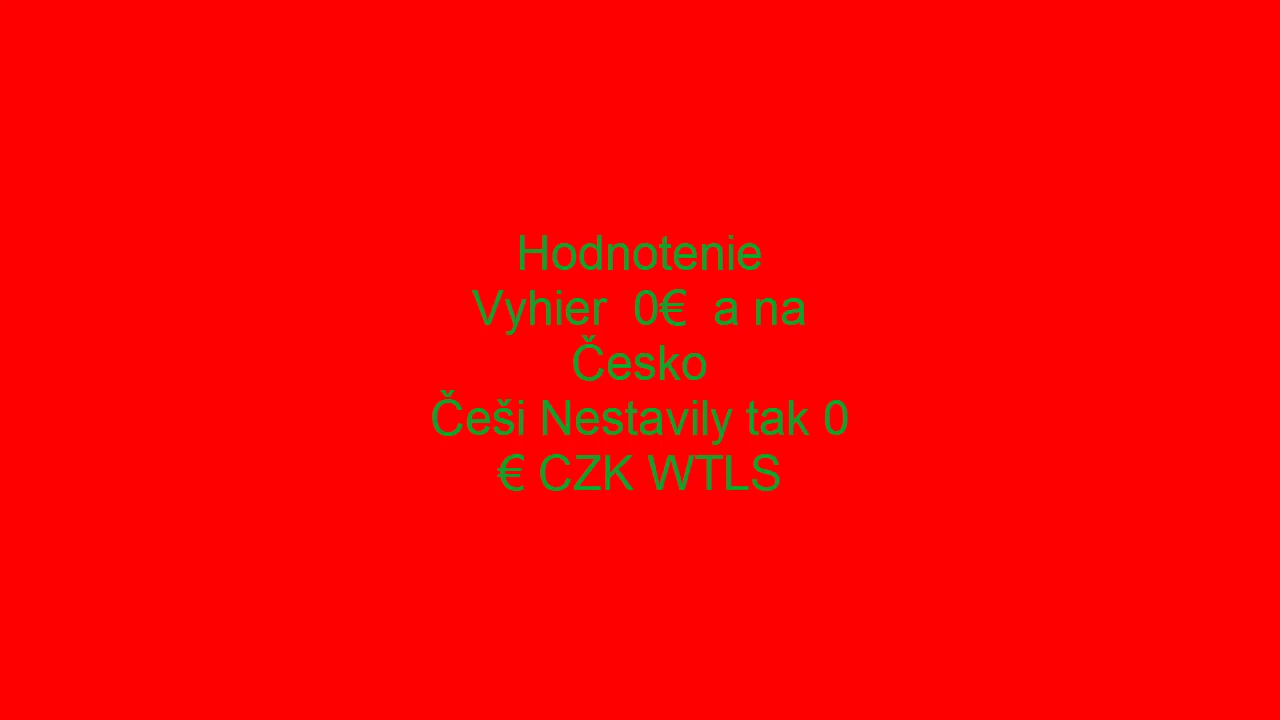 Hodnotenie
Vyhier  0€  a na
Česko
Češi Nestavily tak 0
€ CZK WTLS